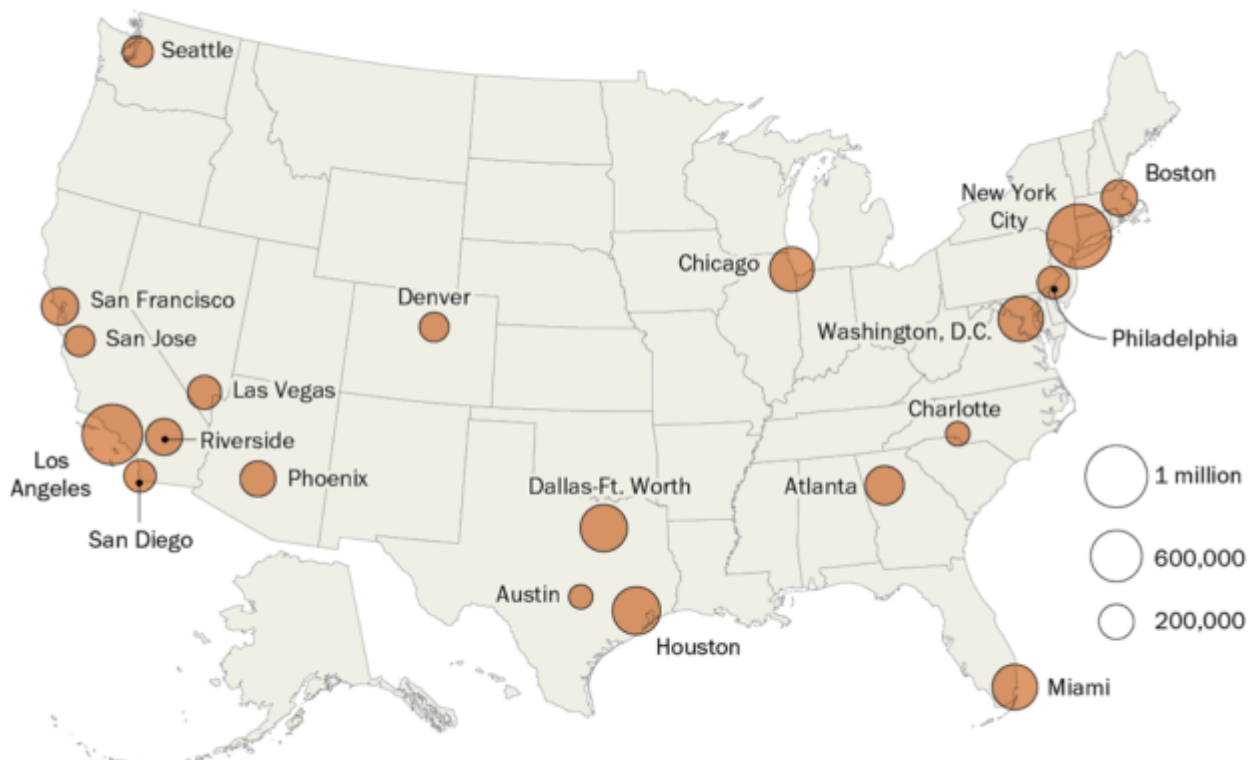 Seattle
Boston
New York
City
Chicago
San Francisco
Denver
San Jose
Washington, D.C.
Philadelphia
Las Vegas
Charlotte
Riverside
Los
Angeles
Phoenix
Dallas-Ft. Worth
Atlanta
1 million
San Diego
600,000
Austin
200,000
Houston
Miami